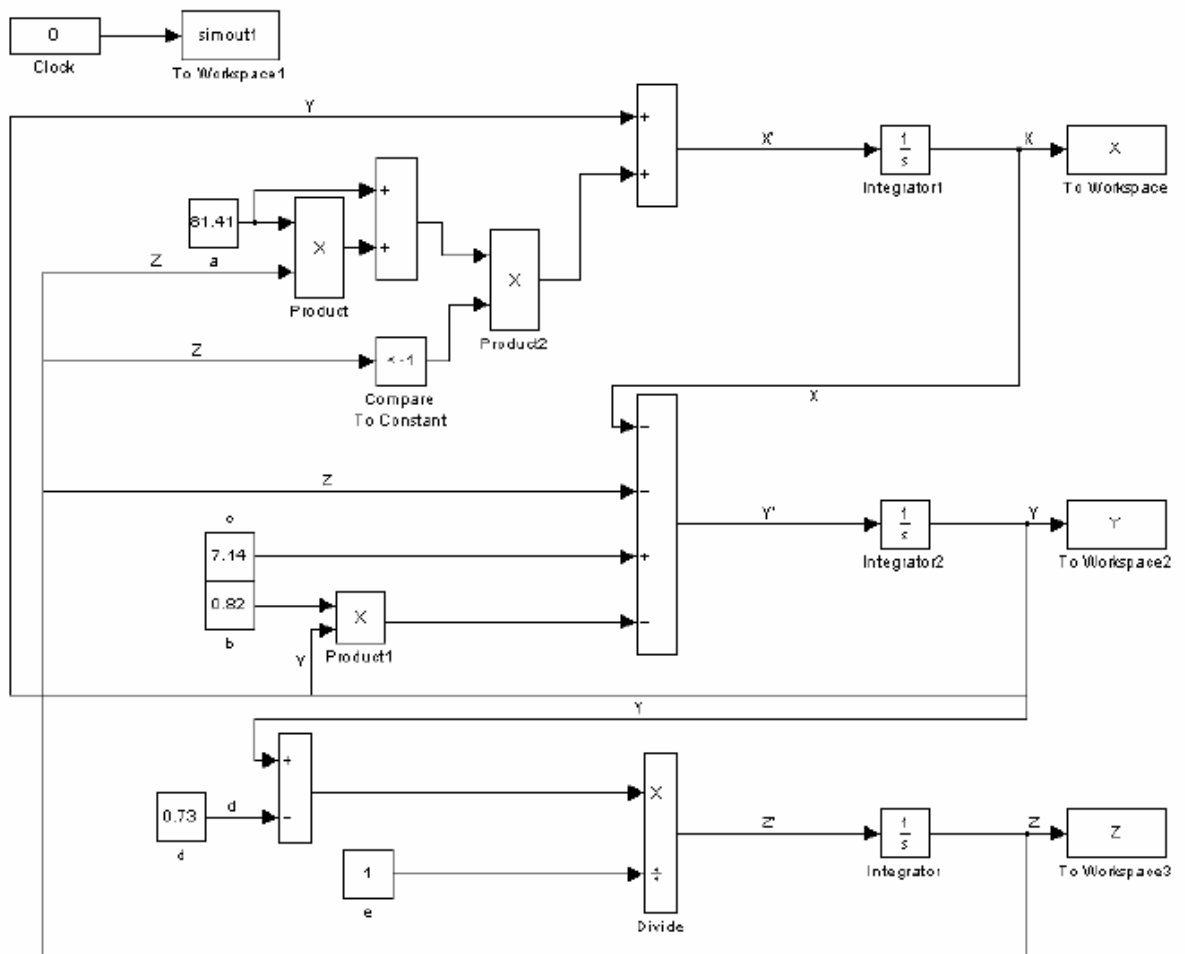 0
simout1
Clock
To Workspace1
Y
+
+
X'
1
s
X
X
Integrator1
To Workspace
81.41
a
+
+
X
Product
Z
X
Product2
Z
< -1
Compare
To Constant
X
−
Z
−
c
7.14
+
0.82
b
X
Product1
Y
−
Y'
1
s
Y
Y
Integrator2
To Workspace2
Y
+
0.73
d
−
d
X
÷
1
e
Divide
Z'
1
s
Z
Z
Integrator
To Workspace3